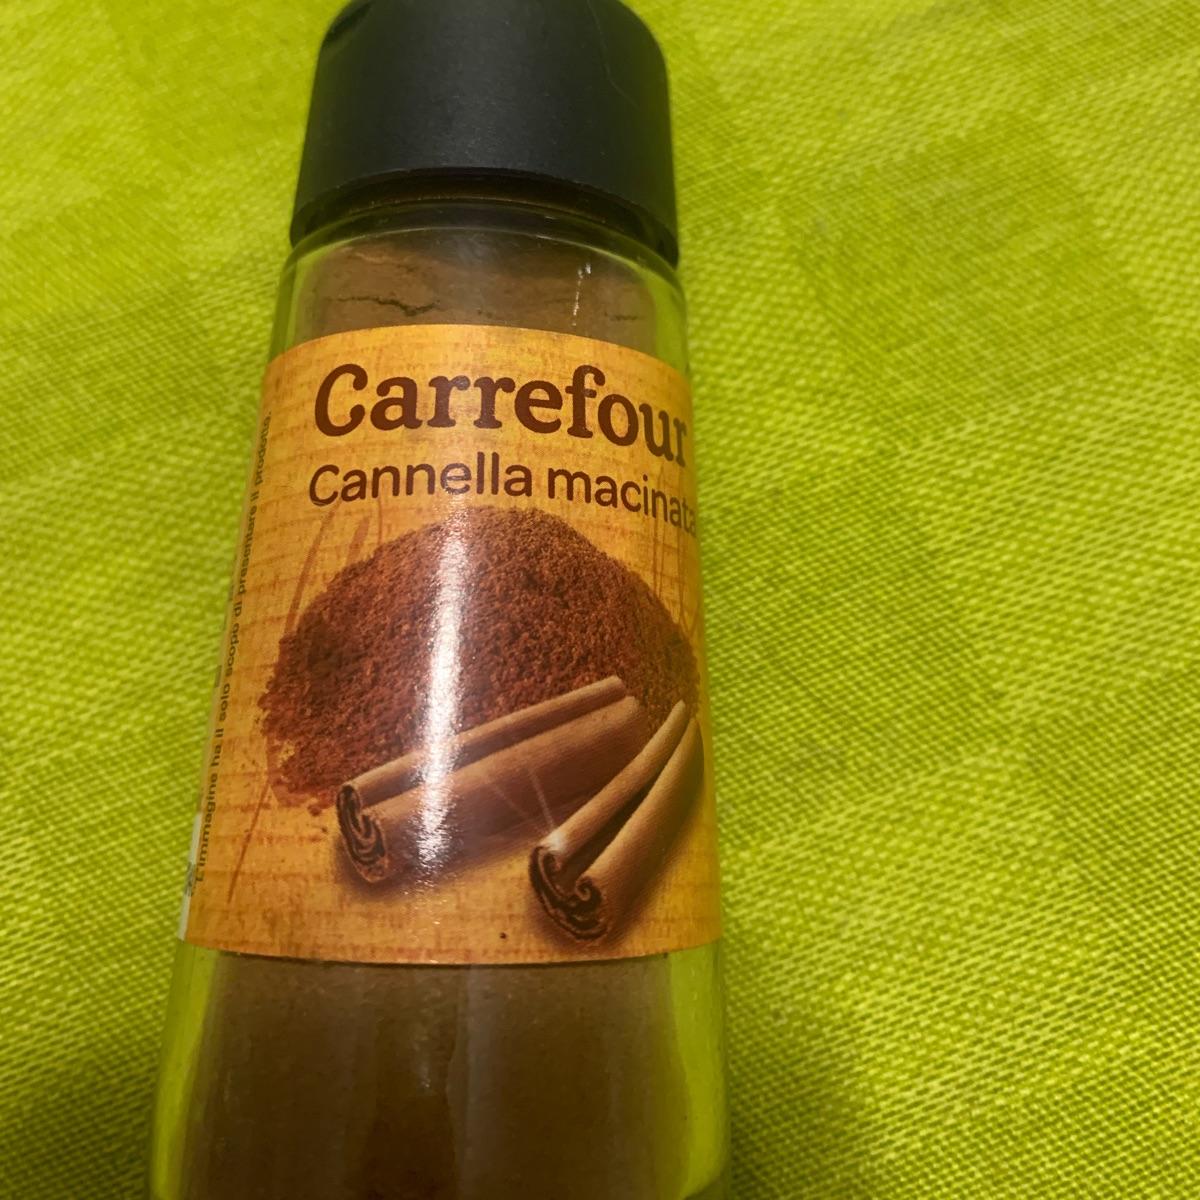 Carrefour
Cannella macinata
L'immagine ha il solo scopo di presentare il prodotto.